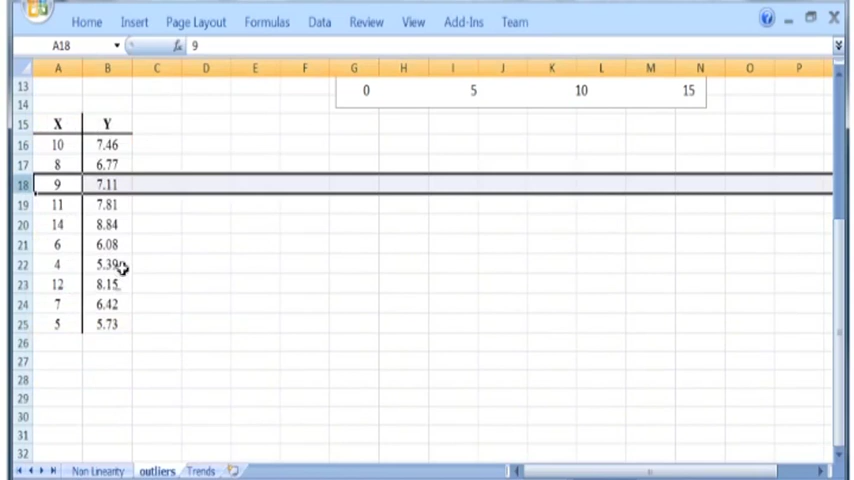 Home Insert Page Layout Formulas Data Review View Add-Ins Team
A18 fx 9
A B C D E F G H I J K L M N O P
13 0 5 10 15
14
15 X Y
16 10 7.46
17 8 6.77
18 9 7.11
19 11 7.81
20 14 8.84
21 6 6.08
22 4 5.39
23 12 8.15
24 7 6.42
25 5 5.73
26
27
28
29
30
31
32
Non Linearity outliers Trends